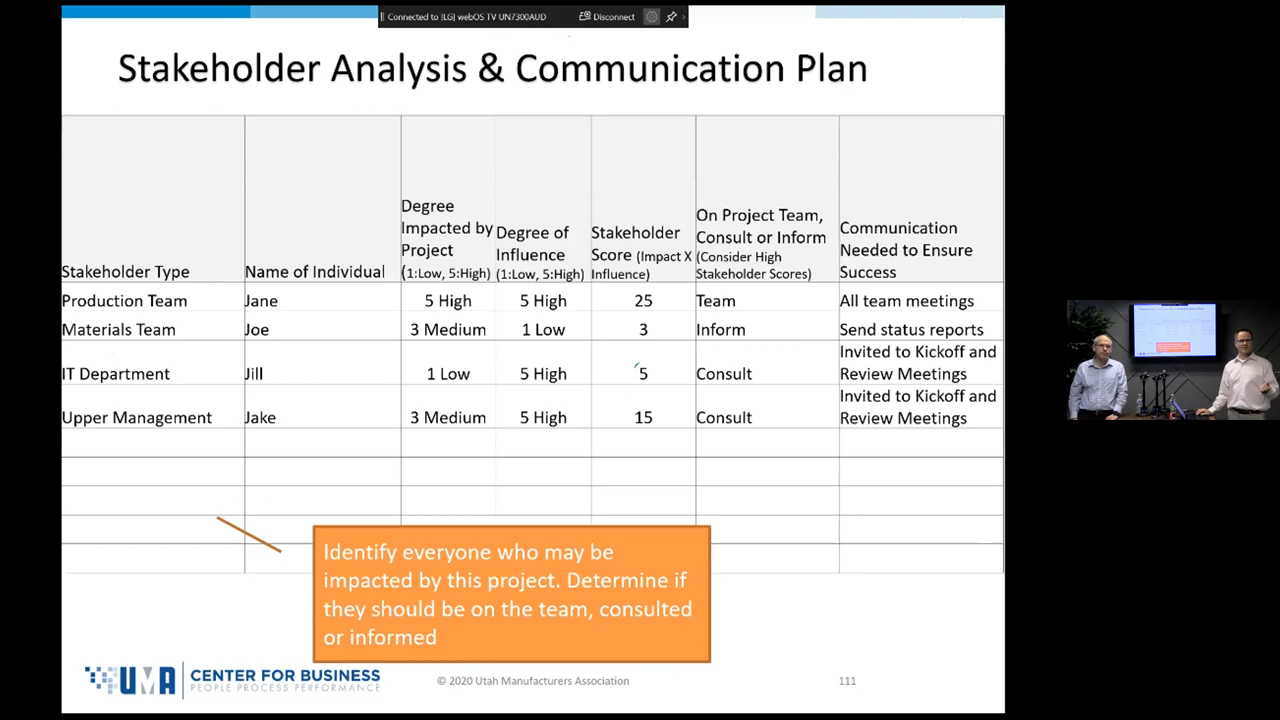 Connected to [LG] webOS TV UN7300AUD Disconnect
Stakeholder Analysis & Communication Plan
Stakeholder Type
Name of Individual
Degree
Impacted by
Project
(1:Low, 5:High)
Degree of
Influence
(1:Low, 5:High)
Stakeholder
Score (Impact X
Influence)
On Project Team,
Consult or Inform
(Consider High
Stakeholder Scores)
Communication
Needed to Ensure
Success
Production Team Jane 5 High 5 High 25 Team All team meetings
Materials Team Joe 3 Medium 1 Low 3 Inform Send status reports
IT Department Jill 1 Low 5 High 5 Consult Invited to Kickoff and
Review Meetings
Upper Management Jake 3 Medium 5 High 15 Consult Invited to Kickoff and
Review Meetings
Identify everyone who may be
impacted by this project. Determine if
they should be on the team, consulted
or informed
UMA
CENTER FOR BUSINESS
PEOPLE PROCESS PERFORMANCE
© 2020 Utah Manufacturers Association
111